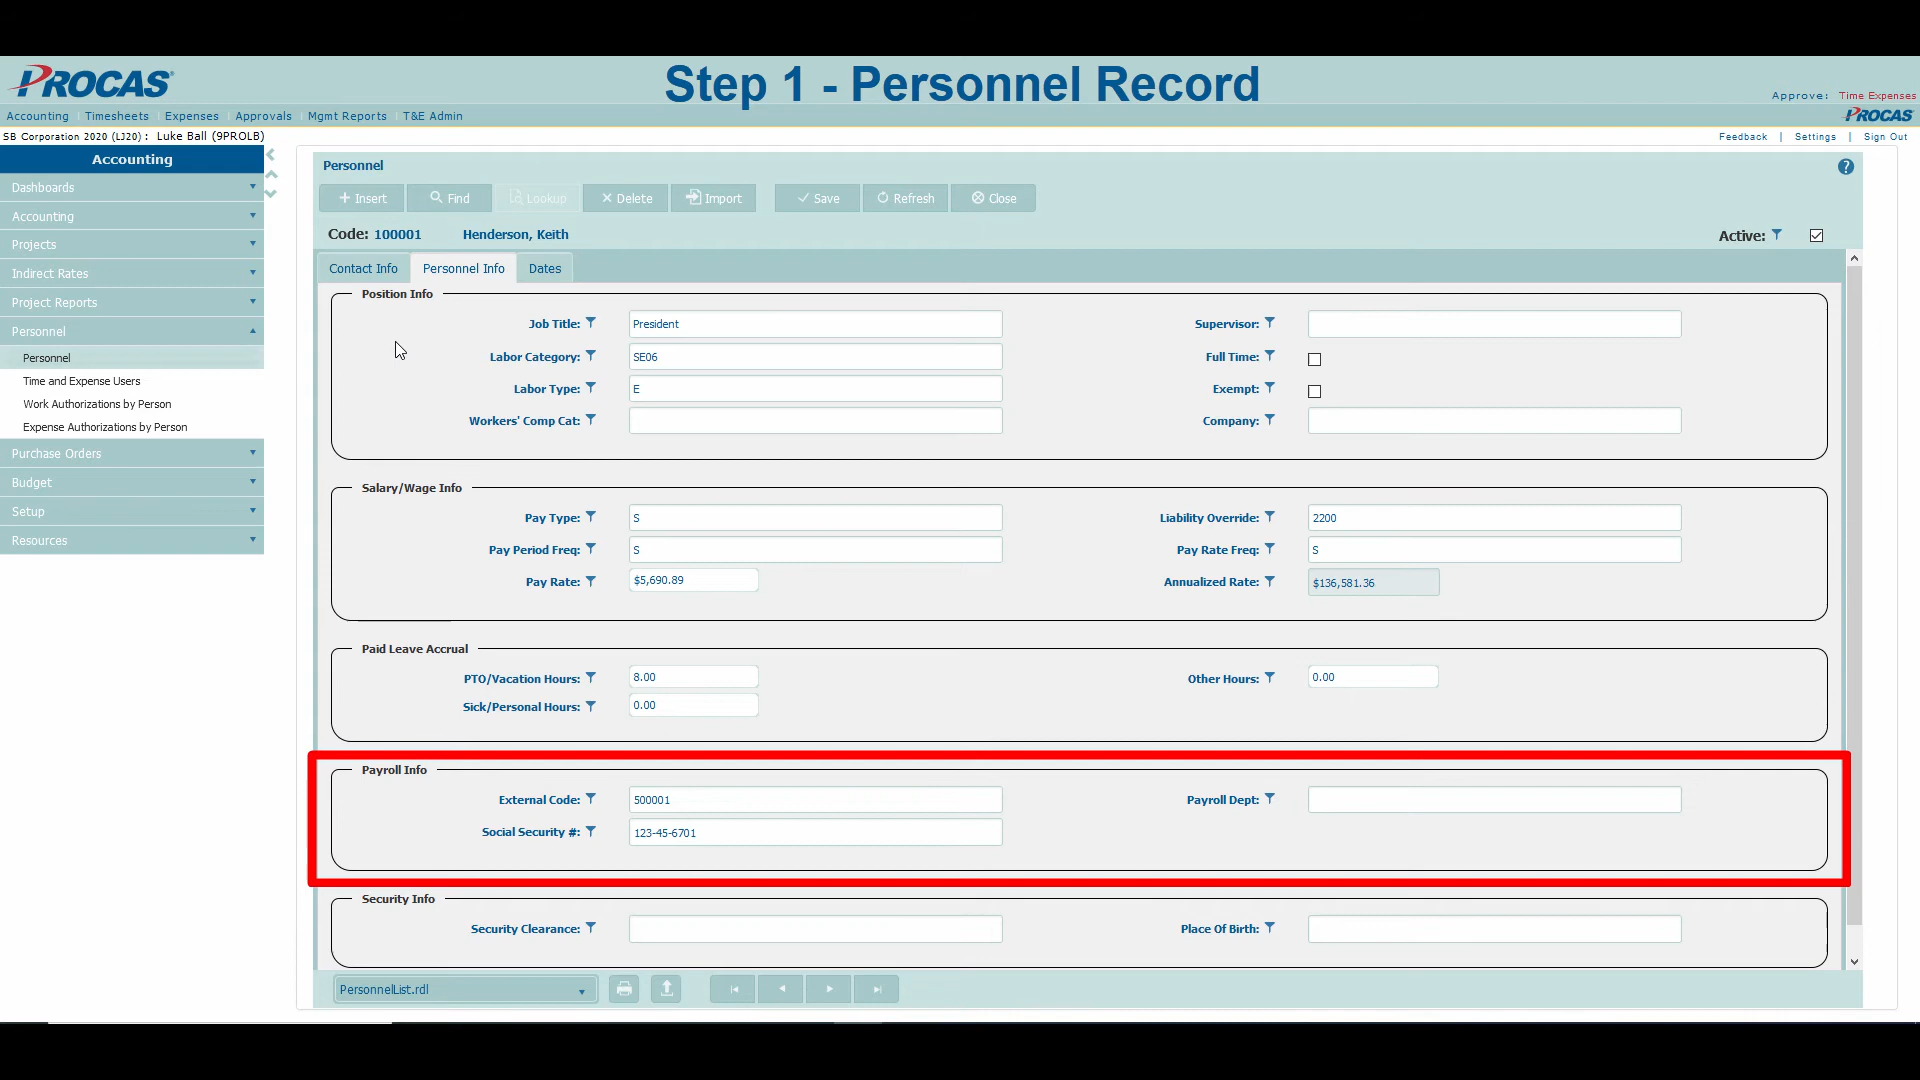 PROCAS
Step 1 - Personnel Record
Approve: Time Expenses
Accounting Timesheets Expenses Approvals Mgmt Reports T&E Admin
PROCAS
SB Corporation 2020 (LJ20) : Luke Ball (9PROLB)
Feedback | Settings | Sign Out
Accounting
Dashboards
Accounting
Projects
Indirect Rates
Project Reports
Personnel
Personnel
Time and Expense Users
Work Authorizations by Person
Expense Authorizations by Person
Purchase Orders
Budget
Setup
Resources
Personnel
Insert Find Lookup Delete Import Save Refresh Close
Code: 100001 Henderson, Keith Active:
Contact Info Personnel Info Dates
Position Info
Job Title: President Supervisor:
Labor Category: SE06 Full Time:
Labor Type: E Exempt:
Workers' Comp Cat: Company:
Salary/Wage Info
Pay Type: S Liability Override: 2200
Pay Period Freq: S Pay Rate Freq: S
Pay Rate: $5,690.89 Annualized Rate: $136,581.36
Paid Leave Accrual
PTO/Vacation Hours: 8.00 Other Hours: 0.00
Sick/Personal Hours: 0.00
Payroll Info
External Code: 500001 Payroll Dept:
Social Security #: 123-45-6701
Security Info
Security Clearance: Place Of Birth:
PersonnelList.rdl